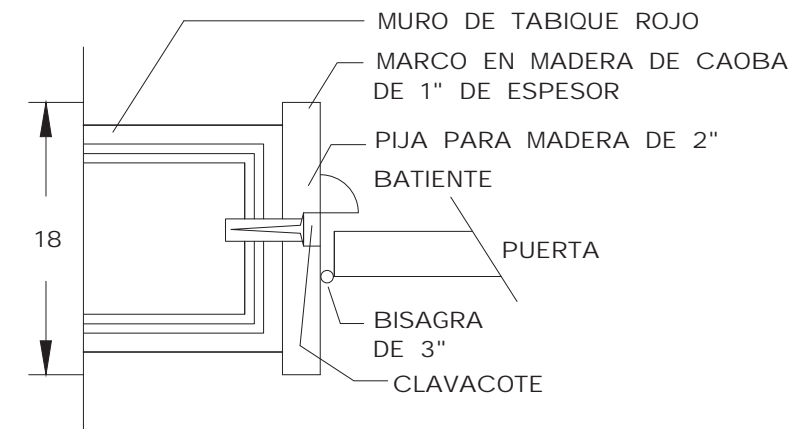 MURO DE TABIQUE ROJO
MARCO EN MADERA DE CAOBA
DE 1" DE ESPESOR
PIJA PARA MADERA DE 2"
BATIENTE
18
PUERTA
BISAGRA
DE 3"
CLAVACOTE